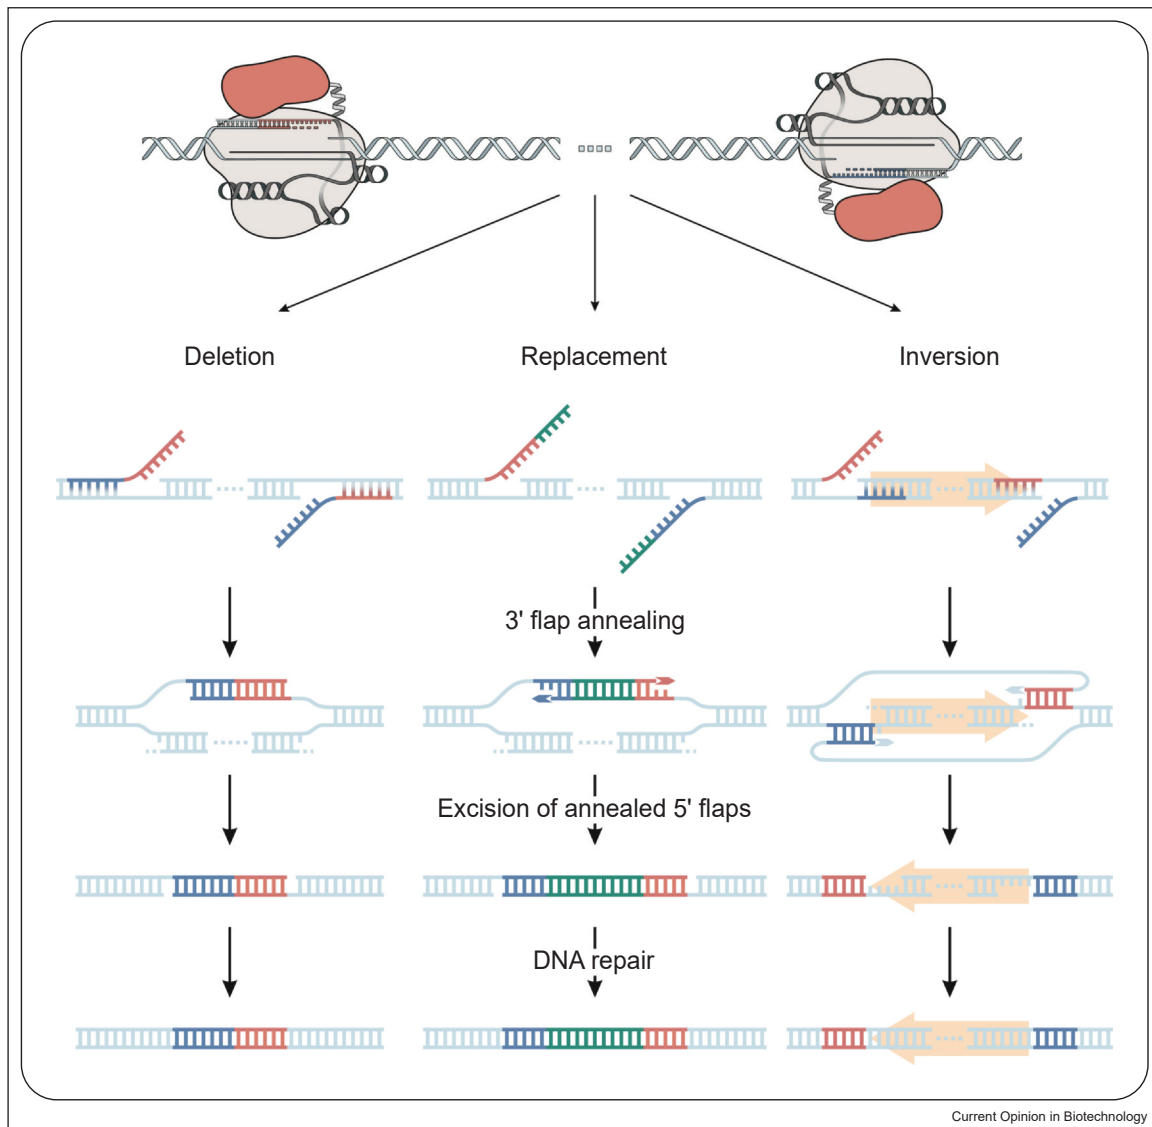 Deletion
Replacement
Inversion
3' flap annealing
Excision of annealed 5' flaps
DNA repair
Current Opinion in Biotechnology